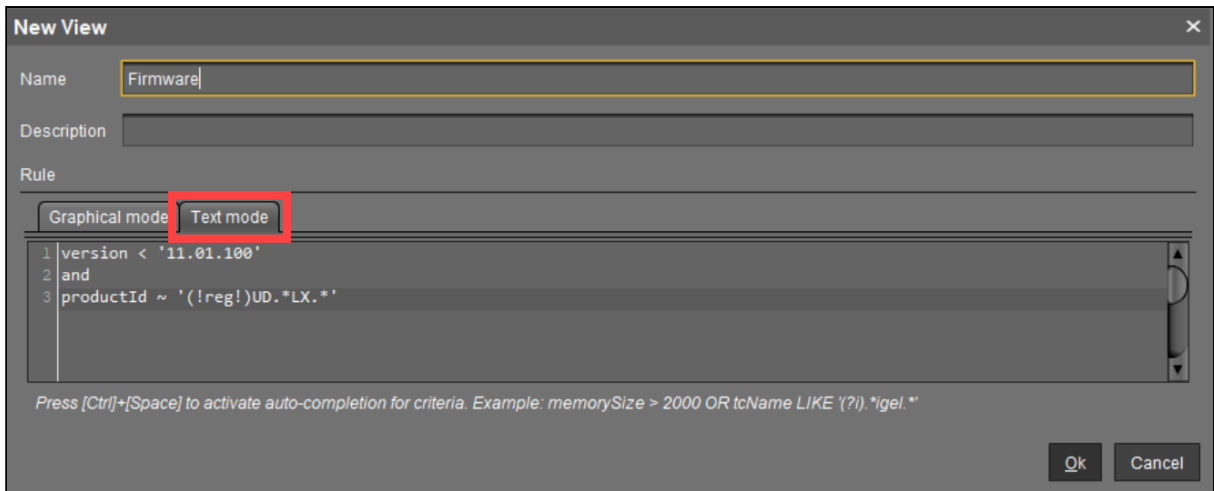 New View
Name Firmware
Description
Rule
Graphical mode Text mode
1 version < '11.01.100'
2 and
3 productId ~ '(!reg!)UD.*LX.*'
Press [Ctrl]+[Space] to activate auto-completion for criteria. Example: memorySize > 2000 OR tcName LIKE '(?i).*igel.*'
Ok Cancel